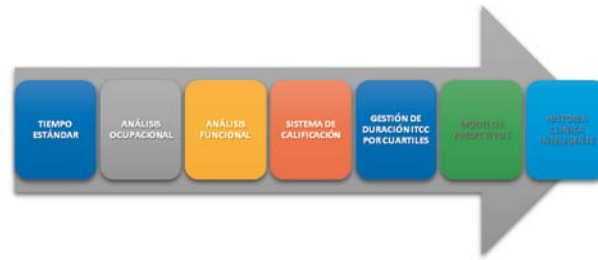 TIEMPO
ESTÁNDAR
ANÁLISIS
OCUPACIONAL
ANÁLISIS
FUNCIONAL
SISTEMA DE
CALIFICACIÓN
GESTIÓN DE
DURACIÓN ITCC
POR CUARTILES
MODELOS
PREDICTIVOS
HISTORIA
CLINICA
INTELIGENTE